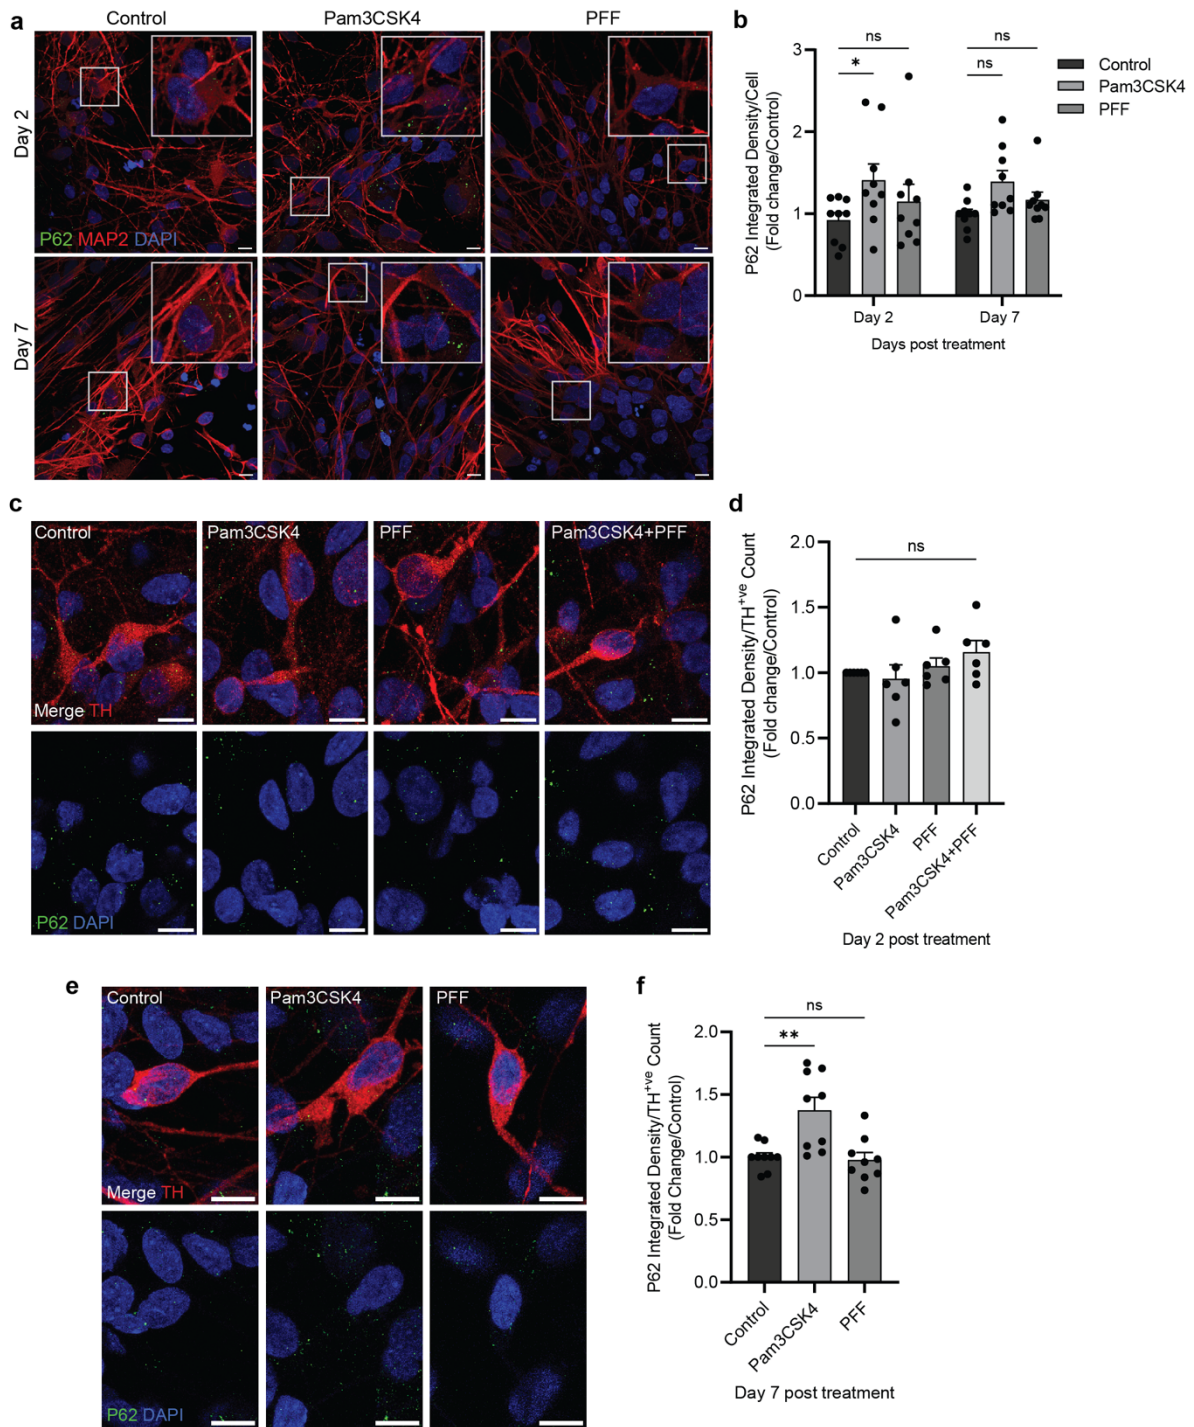 a
Control
Pam3CSK4
PFF
Day 2
P62 MAP2 DAPI
Day 7
b
P62 Integrated Density/Cell
(Fold change/Control)
3
2
1
0
ns
*
ns
ns
Day 2
Day 7
Days post treatment
Control
Pam3CSK4
PFF
c
Control
Pam3CSK4
PFF
Pam3CSK4+PFF
Merge TH
P62 DAPI
d
P62 Integrated Density/TH+ve Count
(Fold change/Control)
2.0
1.5
1.0
0.5
0.0
ns
Control
Pam3CSK4
PFF
Pam3CSK4+PFF
Day 2 post treatment
e
Control
Pam3CSK4
PFF
Merge TH
P62 DAPI
f
P62 Integrated Density/TH+ve Count
(Fold Change/Control)
2.0
1.5
1.0
0.5
0.0
ns
**
Control
Pam3CSK4
PFF
Day 7 post treatment